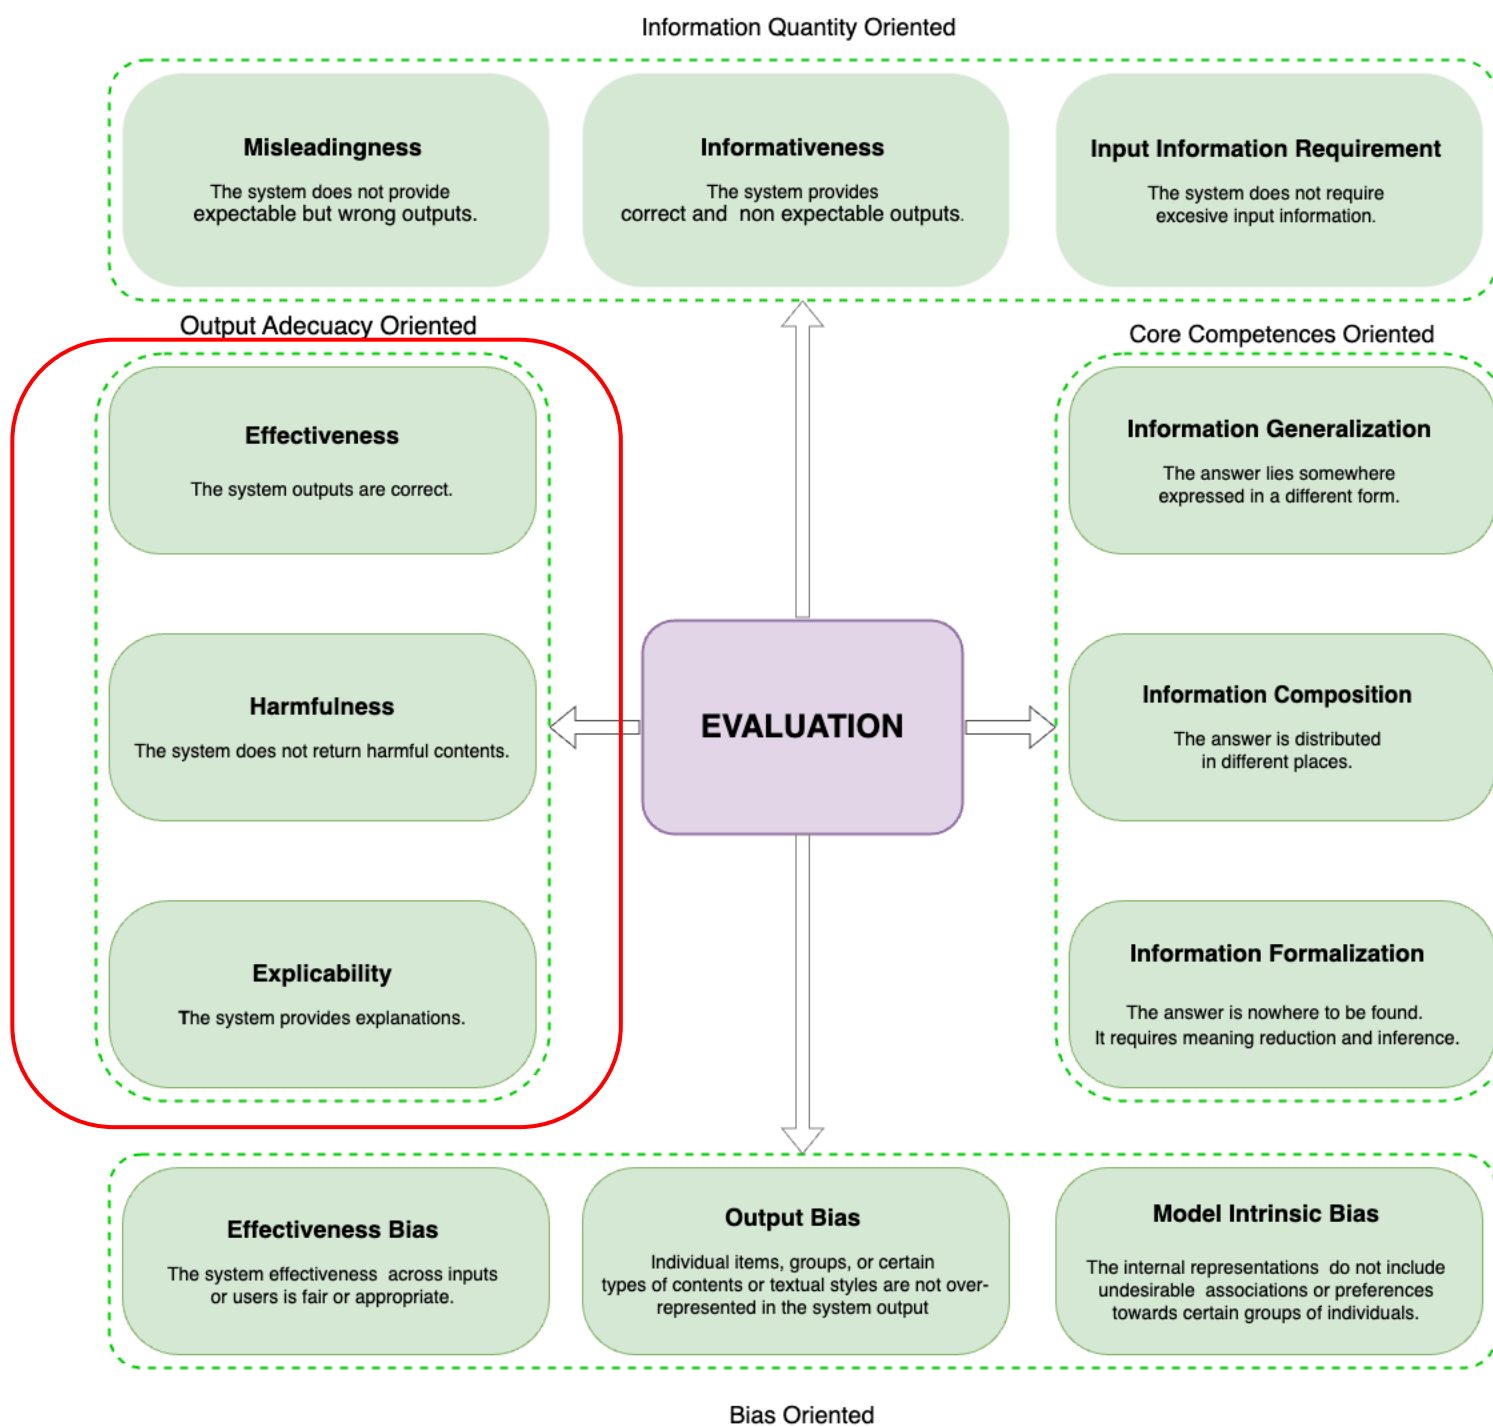 Information Quantity Oriented
Misleadingness
The system does not provide
expectable but wrong outputs.
Informativeness
The system provides
correct and non expectable outputs.
Input Information Requirement
The system does not require
excesive input information.
Output Adecuacy Oriented
Effectiveness
The system outputs are correct.
Harmfulness
The system does not return harmful contents.
Explicability
The system provides explanations.
EVALUATION
Core Competences Oriented
Information Generalization
The answer lies somewhere
expressed in a different form.
Information Composition
The answer is distributed
in different places.
Information Formalization
The answer is nowhere to be found.
It requires meaning reduction and inference.
Effectiveness Bias
The system effectiveness across inputs
or users is fair or appropriate.
Output Bias
Individual items, groups, or certain
types of contents or textual styles are not over-
represented in the system output
Model Intrinsic Bias
The internal representations do not include
undesirable associations or preferences
towards certain groups of individuals.
Bias Oriented